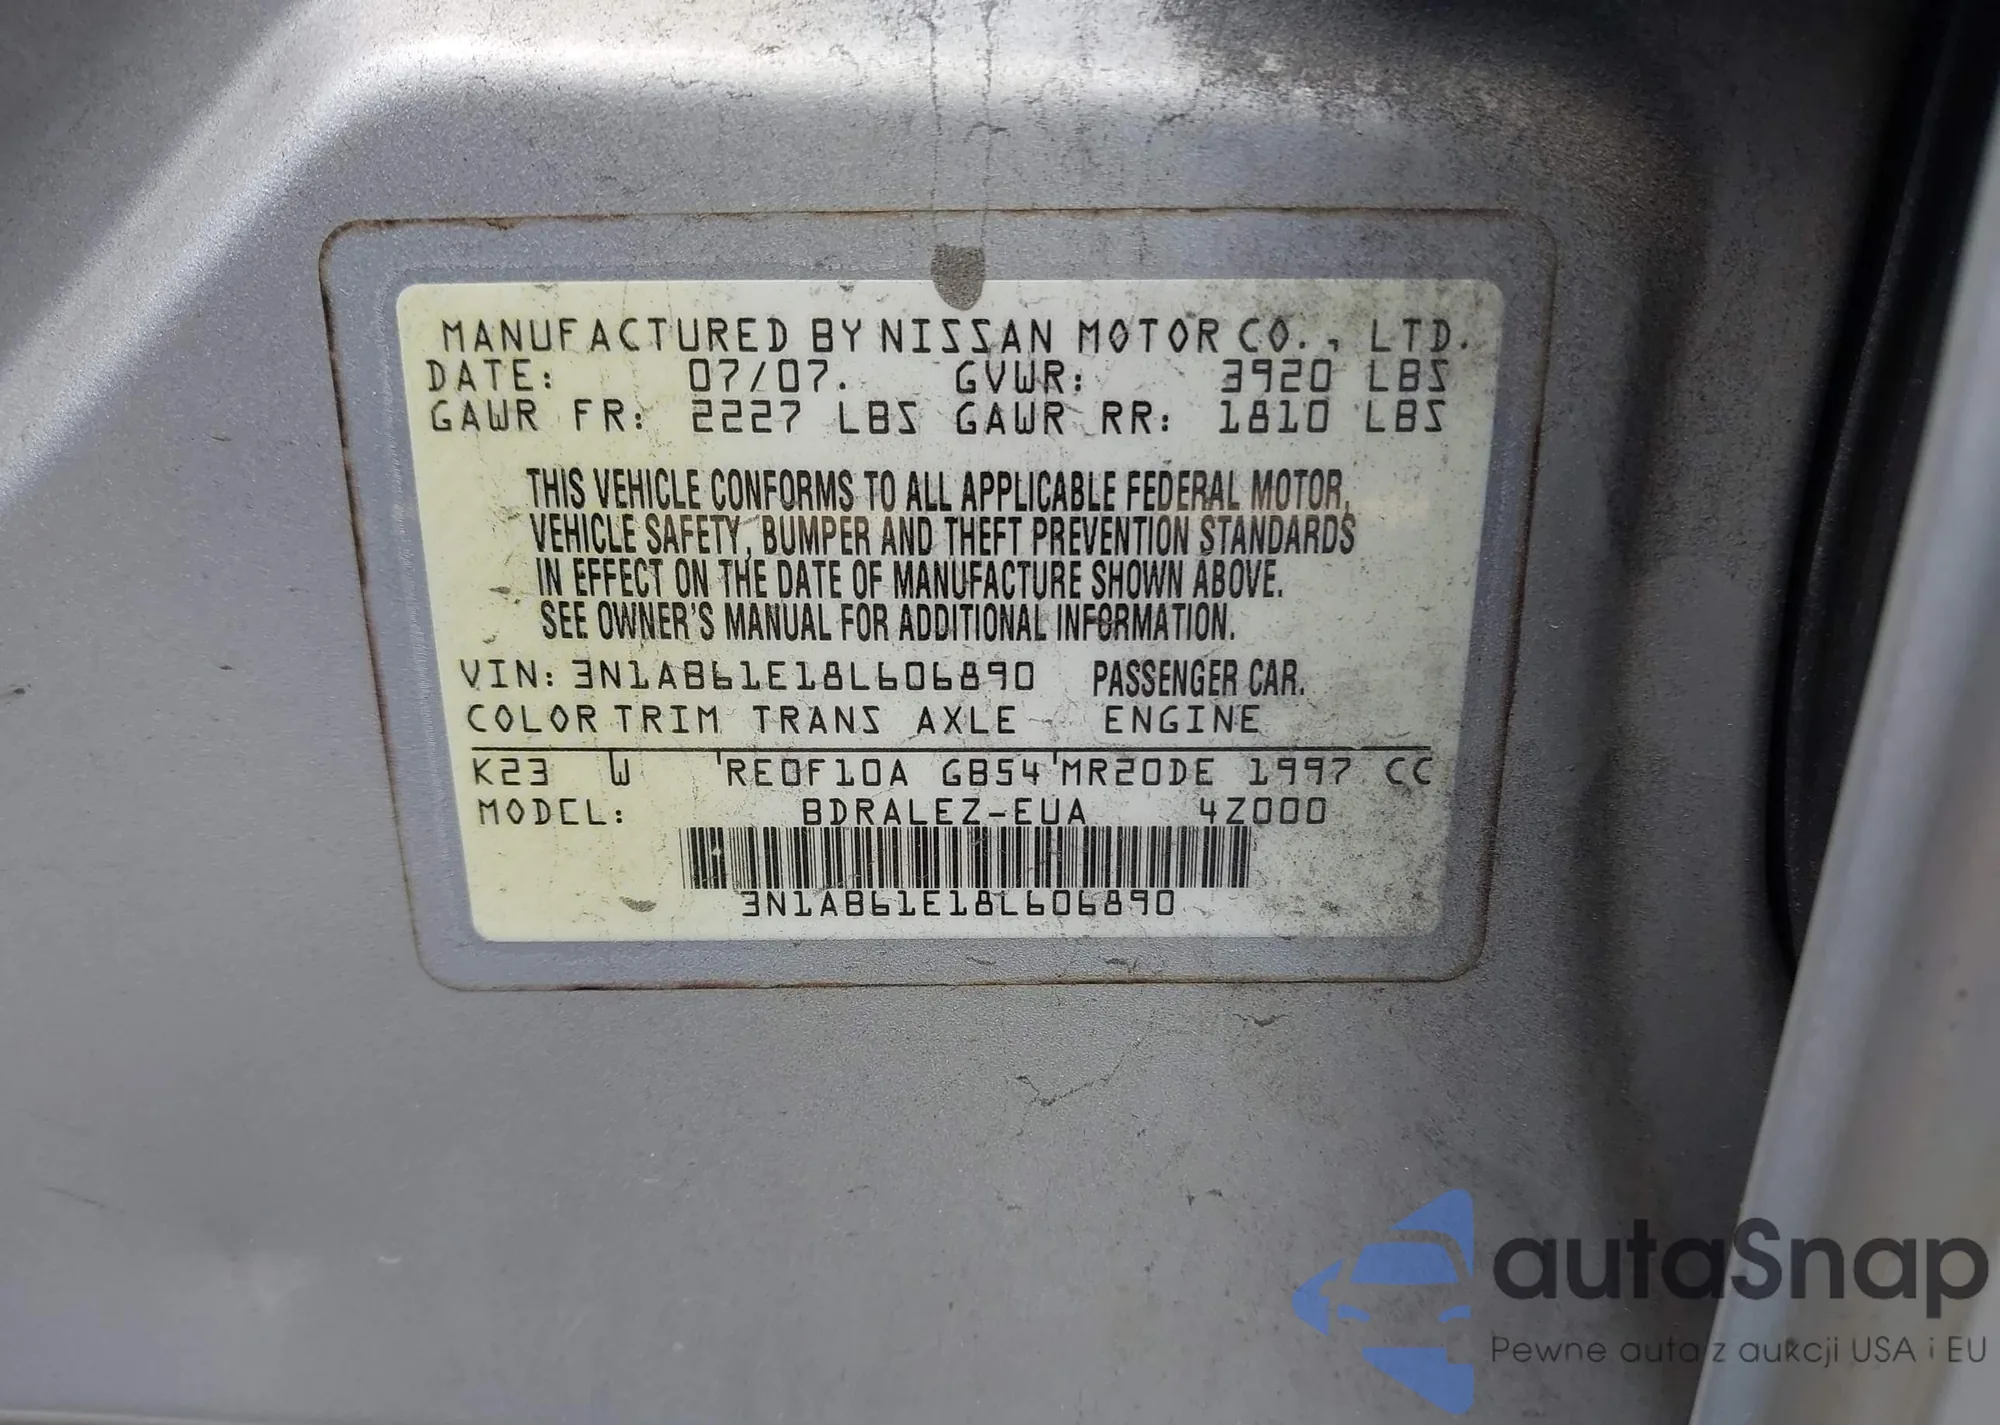 MANUFACTURED BY NISSAN MOTOR CO., LTD.
DATE: 07/07. GVWR: 3920 LBS
GAWR FR: 2227 LBS GAWR RR: 1810 LBS
THIS VEHICLE CONFORMS TO ALL APPLICABLE FEDERAL MOTOR,
VEHICLE SAFETY, BUMPER AND THEFT PREVENTION STANDARDS
IN EFFECT ON THE DATE OF MANUFACTURE SHOWN ABOVE.
SEE OWNER'S MANUAL FOR ADDITIONAL INFORMATION.
VIN: 3N1AB61E18L606890 PASSENGER CAR.
COLOR TRIM TRANS AXLE ENGINE
K23 W RE0F10A GB54 MR20DE 1997 CC
MODEL: BDRALEZ-EUA 4Z000
3N1AB61E18L606890
autaSnap
Pewne auta z aukcji USA i EU